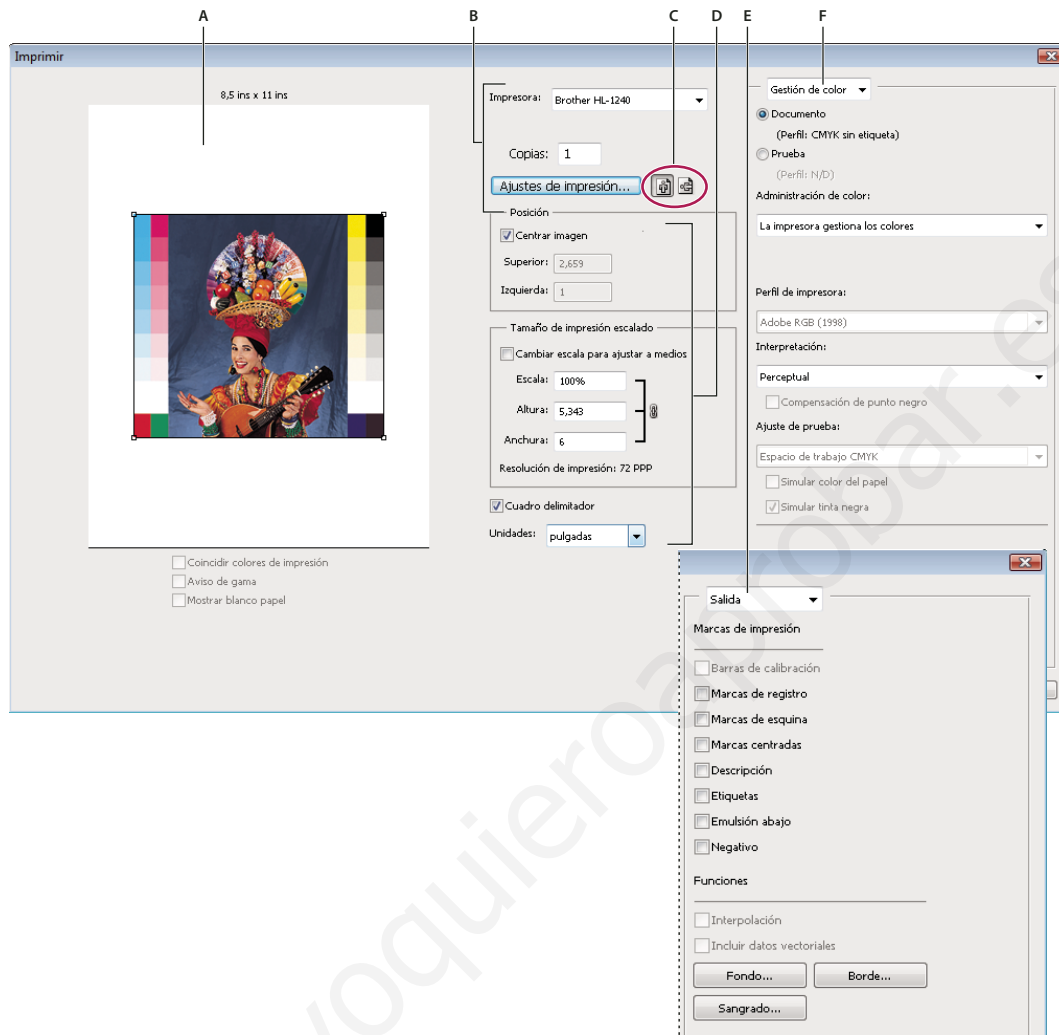 A B C D E F
Imprimir
8,5 ins x 11 ins
Coincidir colores de impresión
Aviso de gama
Mostrar blanco papel
Impresora: Brother HL-1240
Copias: 1
Ajustes de impresión...
Posición
Centrar imagen
Superior: 2,659
Izquierda: 1
Tamaño de impresión escalado
Cambiar escala para ajustar a medios
Escala: 100%
Altura: 5,343
Anchura: 6
Resolución de impresión: 72 PPP
Cuadro delimitador
Unidades: pulgadas
Gestión de color
Documento
(Perfil: CMYK sin etiqueta)
Prueba
(Perfil: N/D)
Administración de color:
La impresora gestiona los colores
Perfil de impresora:
Adobe RGB (1998)
Interpretación:
Perceptual
Compensación de punto negro
Ajuste de prueba:
Espacio de trabajo CMYK
Simular color del papel
Simular tinta negra
Salida
Marcas de impresión
Barras de calibración
Marcas de registro
Marcas de esquina
Marcas centradas
Descripción
Etiquetas
Emulsión abajo
Negativo
Funciones
Interpolación
Incluir datos vectoriales
Fondo... Borde...
Sangrado...
yoquieroaprobar.es